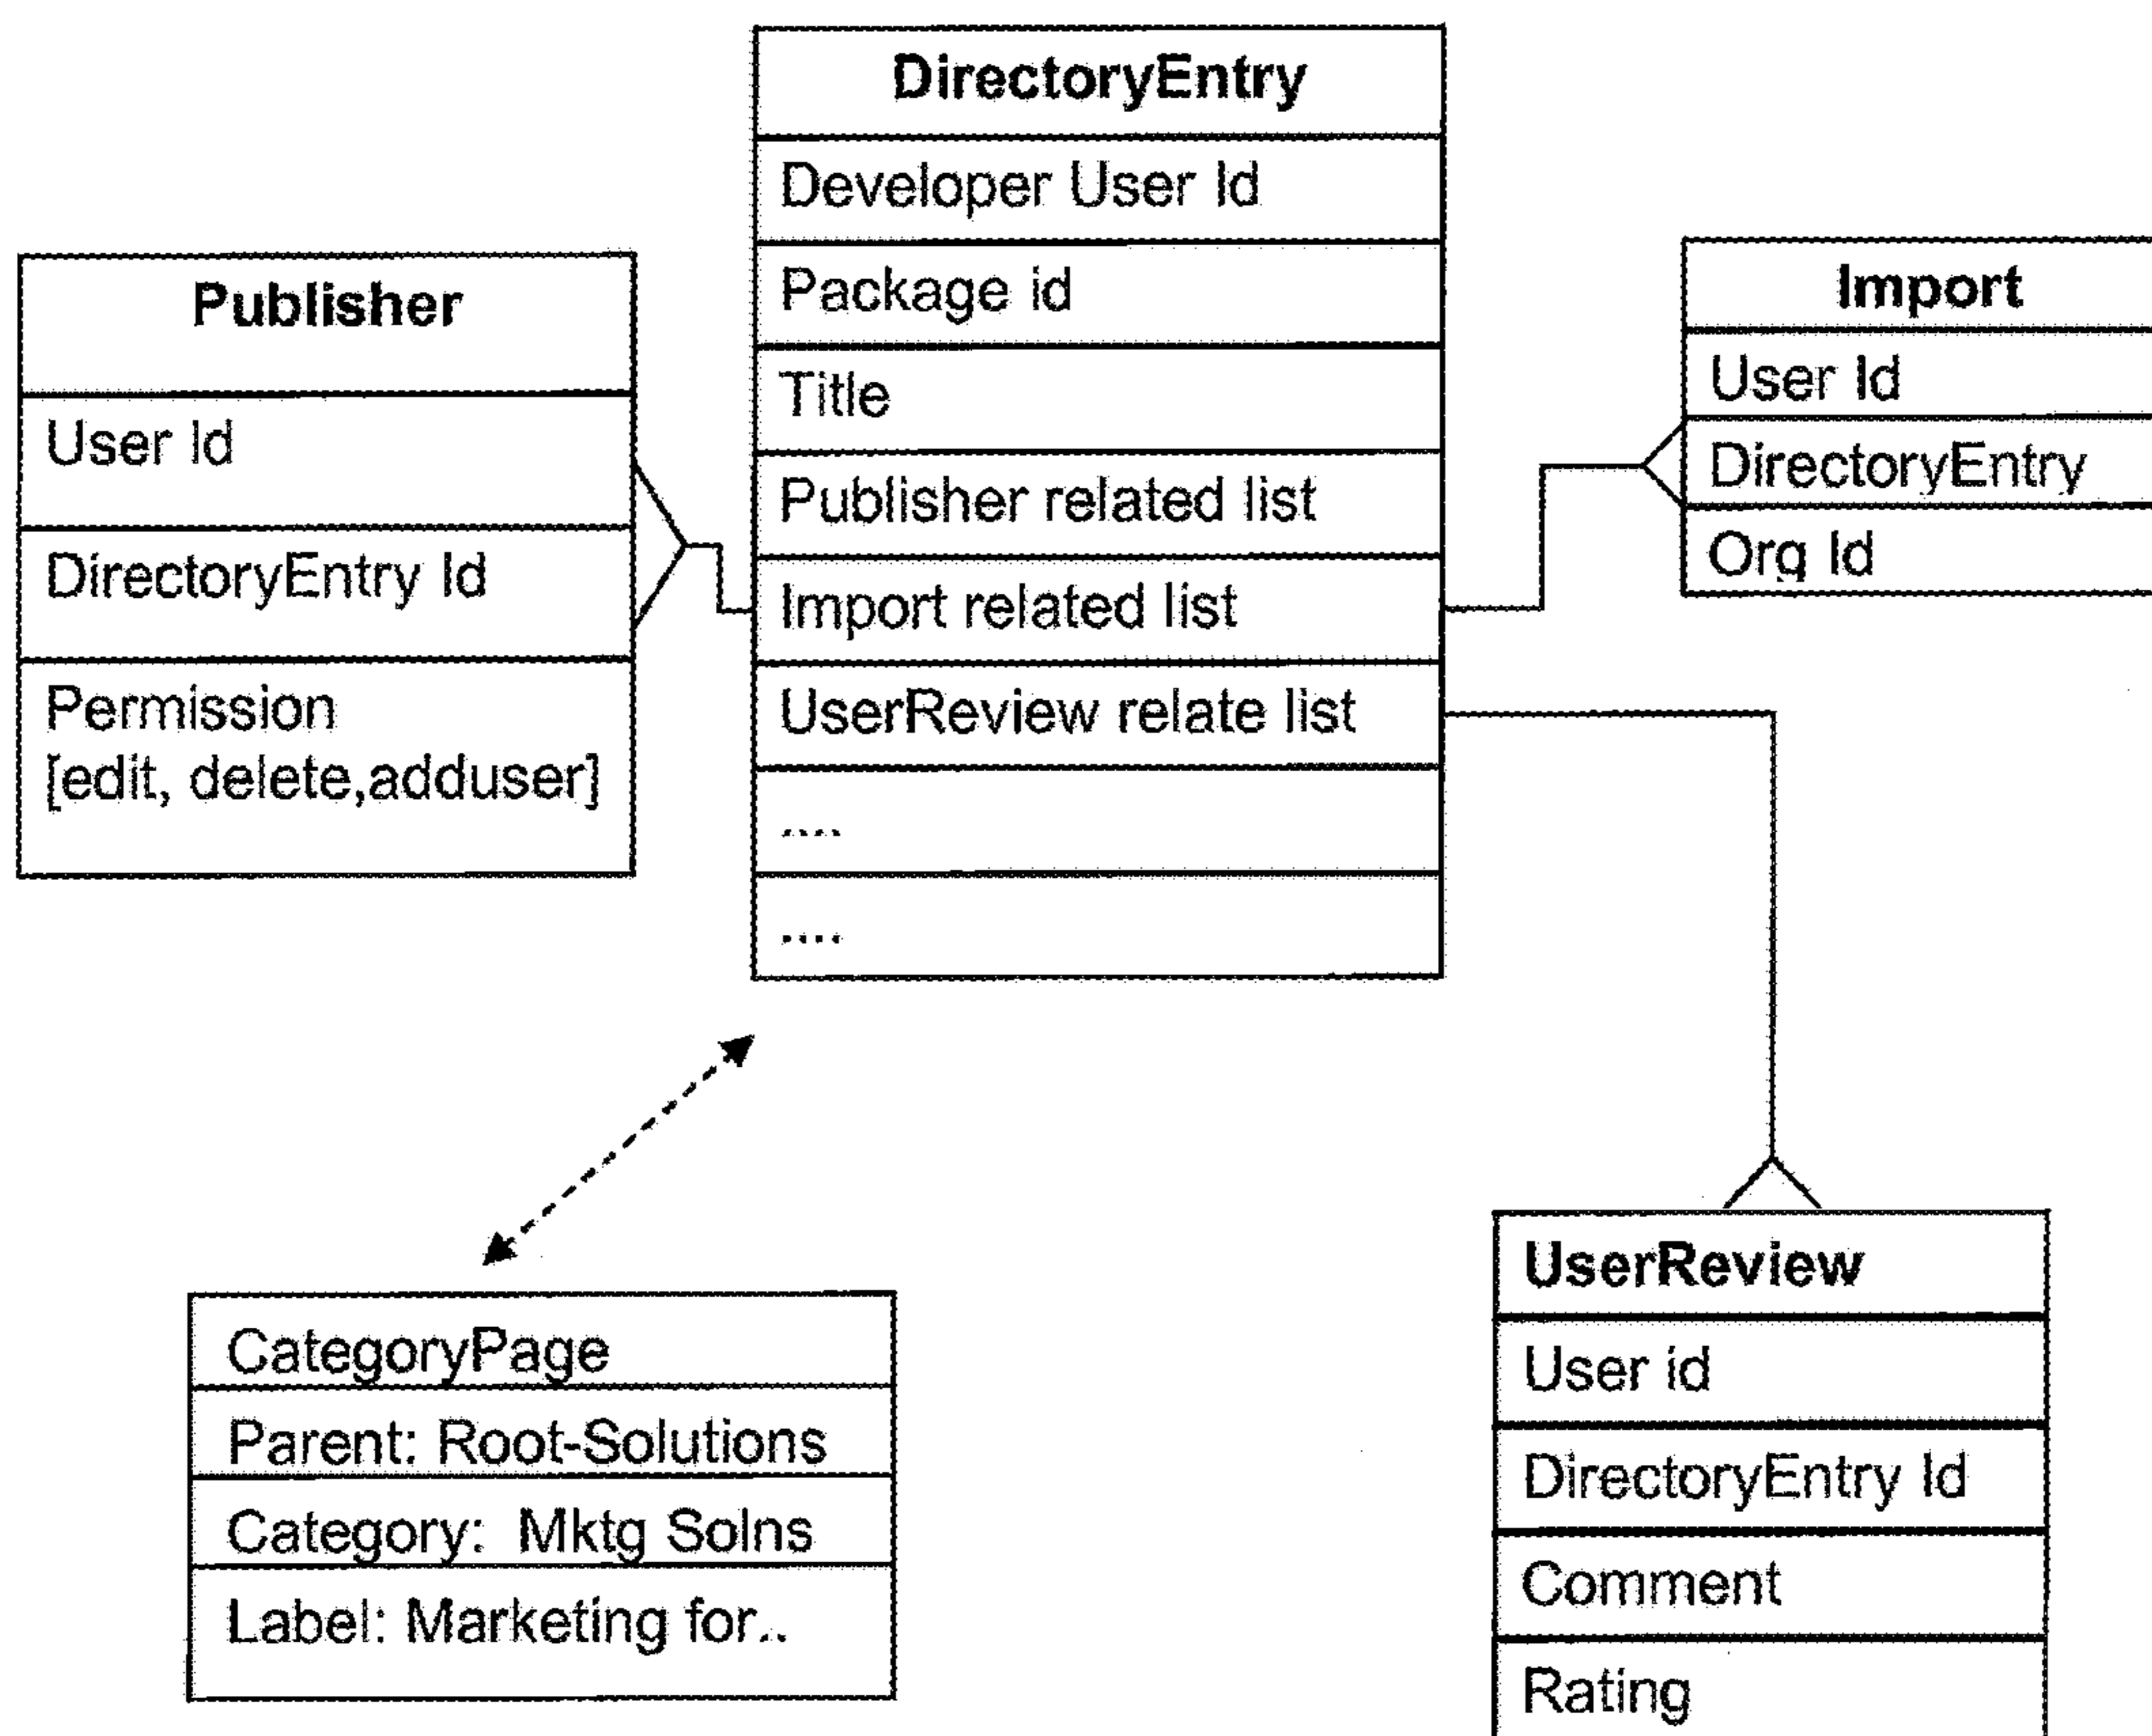 DirectoryEntry
Developer User Id
Package id
Title
Publisher related list
Import related list
UserReview relate list
....
....
Publisher
User Id
DirectoryEntry Id
Permission
[edit, delete,adduser]
Import
User Id
DirectoryEntry
Org Id
CategoryPage
Parent: Root-Solutions
Category: Mktg Solns
Label: Marketing for..
UserReview
User id
DirectoryEntry Id
Comment
Rating